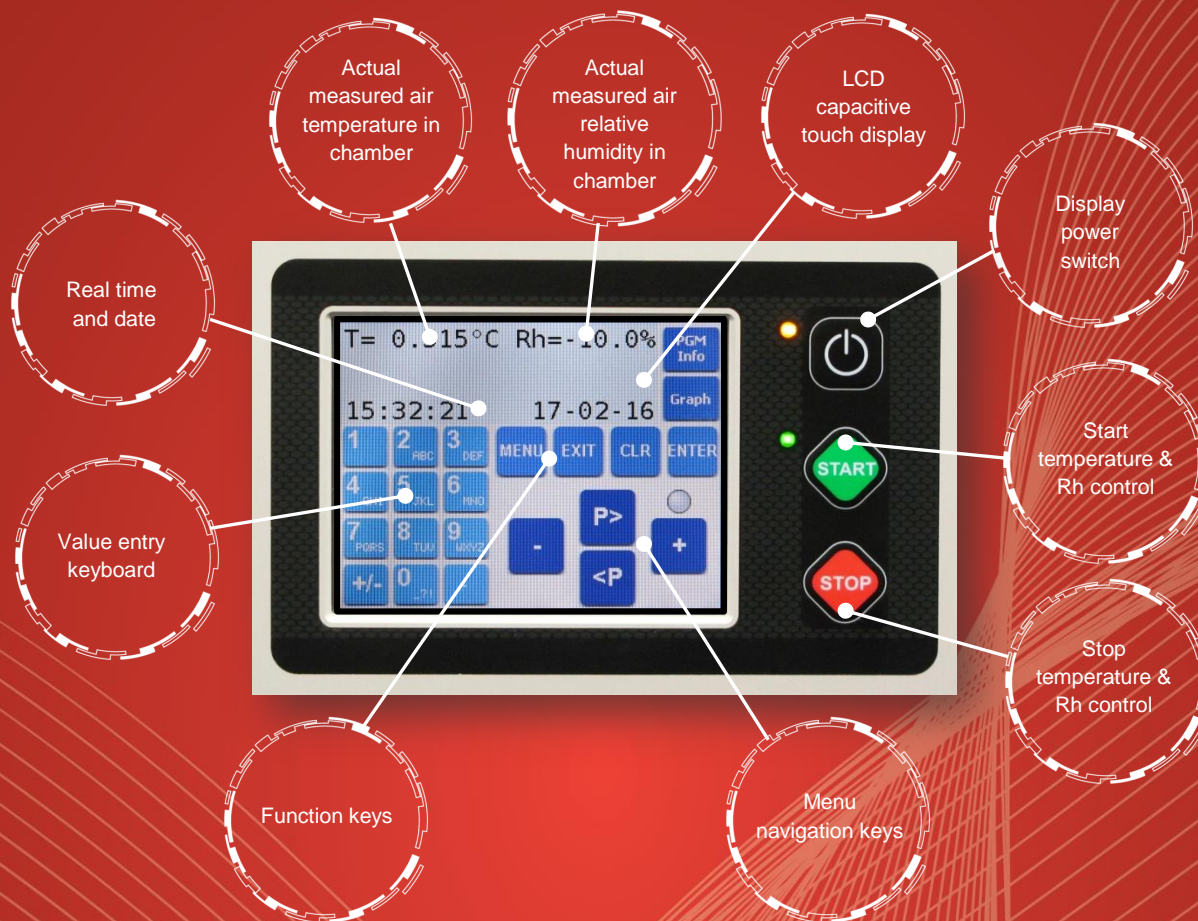 Actual
measured air
temperature in
chamber
Actual
measured air
relative
humidity in
chamber
LCD
capacitive
touch display
Display
power
switch
Real time
and date
T= 0. 15°C Rh=-10.0%
PGM
Info
Graph
15:32:21 17-02-16
1 2 ABC 3 DEF
MENU EXIT CLR ENTER
4 5 JKL 6 MNO
7 PQRS 8 TUV 9 WXYZ
+/- 0 _?!
P>
- +
<P
START
STOP
Start
temperature &
Rh control
Value entry
keyboard
Stop
temperature &
Rh control
Function keys
Menu
navigation keys